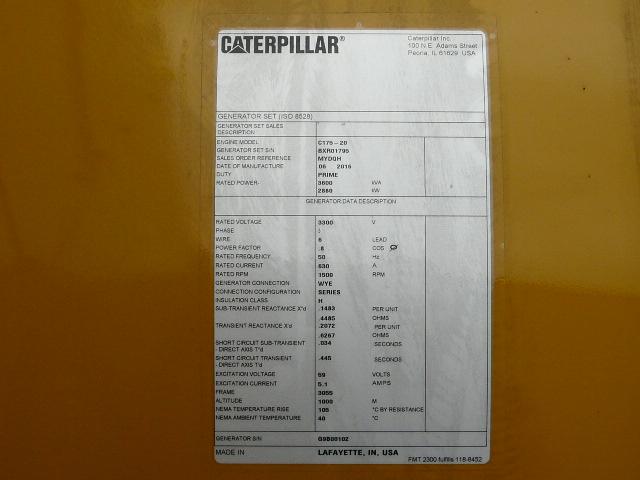 CATERPILLAR®
Caterpillar Inc.
100 N.E. Adams Street
Peoria, IL 61629 USA
GENERATOR SET (ISO 8528)
GENERATOR SET SALES
DESCRIPTION
ENGINE MODEL C175-20
GENERATOR SET S/N BXR01795
SALES ORDER REFERENCE MYDQH
DATE OF MANUFACTURE 06 2016
DUTY PRIME
RATED POWER- 3600 kVA
2880 kW
GENERATOR DATA DESCRIPTION
RATED VOLTAGE 3300 V
PHASE 3
WIRE 6 LEAD
POWER FACTOR .8 COS Ø
RATED FREQUENCY 50 Hz
RATED CURRENT 630 A
RATED RPM 1500 RPM
GENERATOR CONNECTION WYE
CONNECTION CONFIGURATION SERIES
INSULATION CLASS H
SUB-TRANSIENT REACTANCE X"d .1483 PER UNIT
.4485 OHMS
TRANSIENT REACTANCE X'd .2072 PER UNIT
.6267 OHMS
SHORT CIRCUIT SUB-TRANSIENT .034 SECONDS
- DIRECT AXIS T"d
SHORT CIRCUIT TRANSIENT .445 SECONDS
- DIRECT AXIS T'd
EXCITATION VOLTAGE 59 VOLTS
EXCITATION CURRENT 5.1 AMPS
FRAME 3055
ALTITUDE 1000 M
NEMA TEMPERATURE RISE 105 °C BY RESISTANCE
NEMA AMBIENT TEMPERATURE 40 °C
GENERATOR S/N G9B00102
MADE IN LAFAYETTE, IN, USA
FMT 2300 fulfills 118-8452